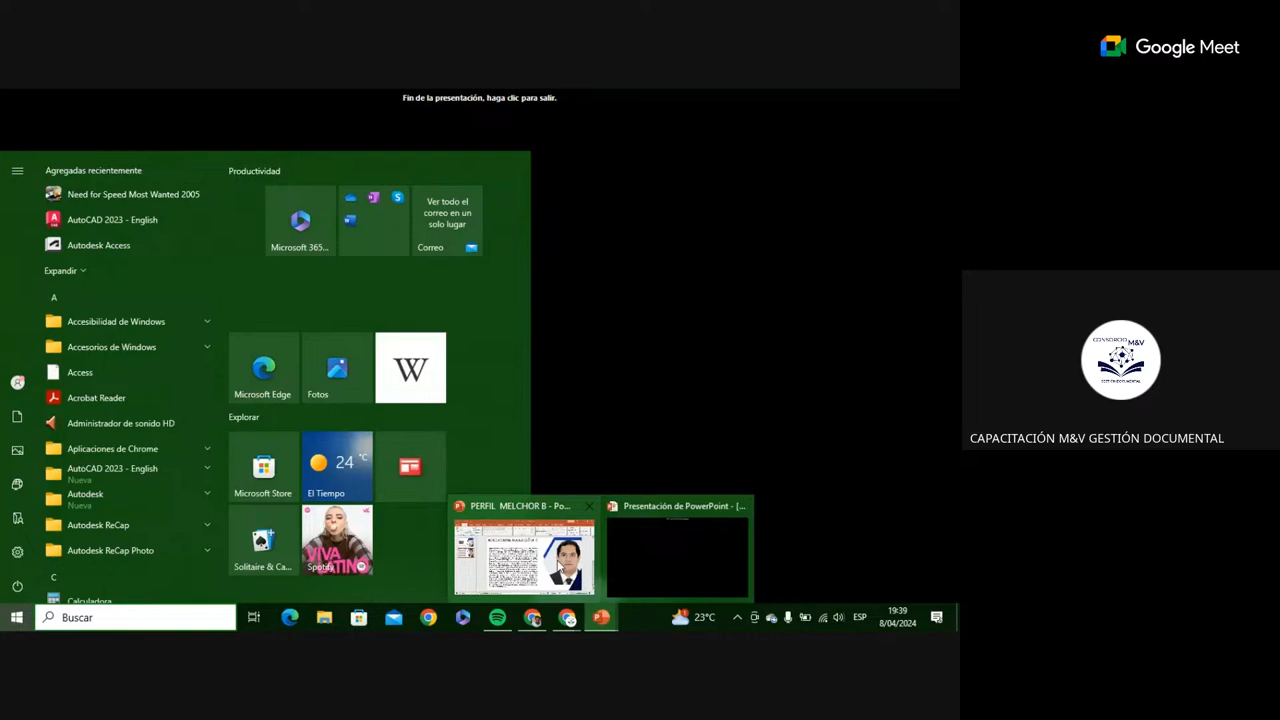 Google Meet
Fin de la presentación, haga clic para salir.
Agregadas recientemente
Need for Speed Most Wanted 2005
AutoCAD 2023 - English
Autodesk Access
Expandir
A
Accesibilidad de Windows
Accesorios de Windows
Access
Acrobat Reader
Administrador de sonido HD
Aplicaciones de Chrome
AutoCAD 2023 - English
Nueva
Autodesk
Nueva
Autodesk ReCap
Autodesk ReCap Photo
C
Calculadora
Productividad
Microsoft 365...
Ver todo el
correo en un
solo lugar
Correo
Microsoft Edge
Fotos
W
Explorar
Microsoft Store
24 °C
El Tiempo
Solitaire & Ca...
VIVA
LATINO
Spotify
PERFIL MELCHOR B - Po...
Presentación de PowerPoint - [...
CONSORCIO M&V
GESTIÓN DOCUMENTAL
CAPACITACIÓN M&V GESTIÓN DOCUMENTAL
Buscar
23°C
ESP
19:39
8/04/2024